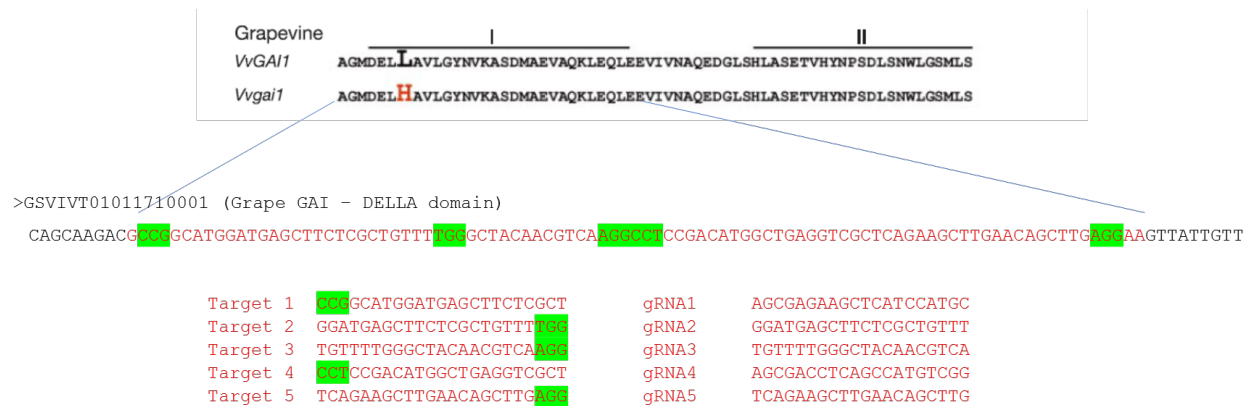 Grapevine
I II
VvGAI1 AGMDELLAVLGYNVKASDMAEVAQKLEQLEEVIVNAQEDGLSHLASETVHYNPSDLSNWLGSMLS
Vvgai1 AGMDELHAVLGYNVKASDMAEVAQKLEQLEEVIVNAQEDGLSHLASETVHYNPSDLSNWLGSMLS
>GSVIVT01011710001 (Grape GAI – DELLA domain)
CAGCAAGACGCCGGCATGGATGAGCTTCTCGCTGTTTTGGGCTACAACGTCAAGGCCTCCGACATGGCTGAGGTCGCTCAGAAGCTTGAACAGCTTGAGGAAGTTATTGTT
Target 1 CCGGCATGGATGAGCTTCTCGCT gRNA1 AGCGAGAAGCTCATCCATGC
Target 2 GGATGAGCTTCTCGCTGTTTTGG gRNA2 GGATGAGCTTCTCGCTGTTT
Target 3 TGTTTTGGGCTACAACGTCAAGG gRNA3 TGTTTTGGGCTACAACGTCA
Target 4 CCTCCGACATGGCTGAGGTCGCT gRNA4 AGCGACCTCAGCCATGTCGG
Target 5 TCAGAAGCTTGAACAGCTTGAGG gRNA5 TCAGAAGCTTGAACAGCTTG